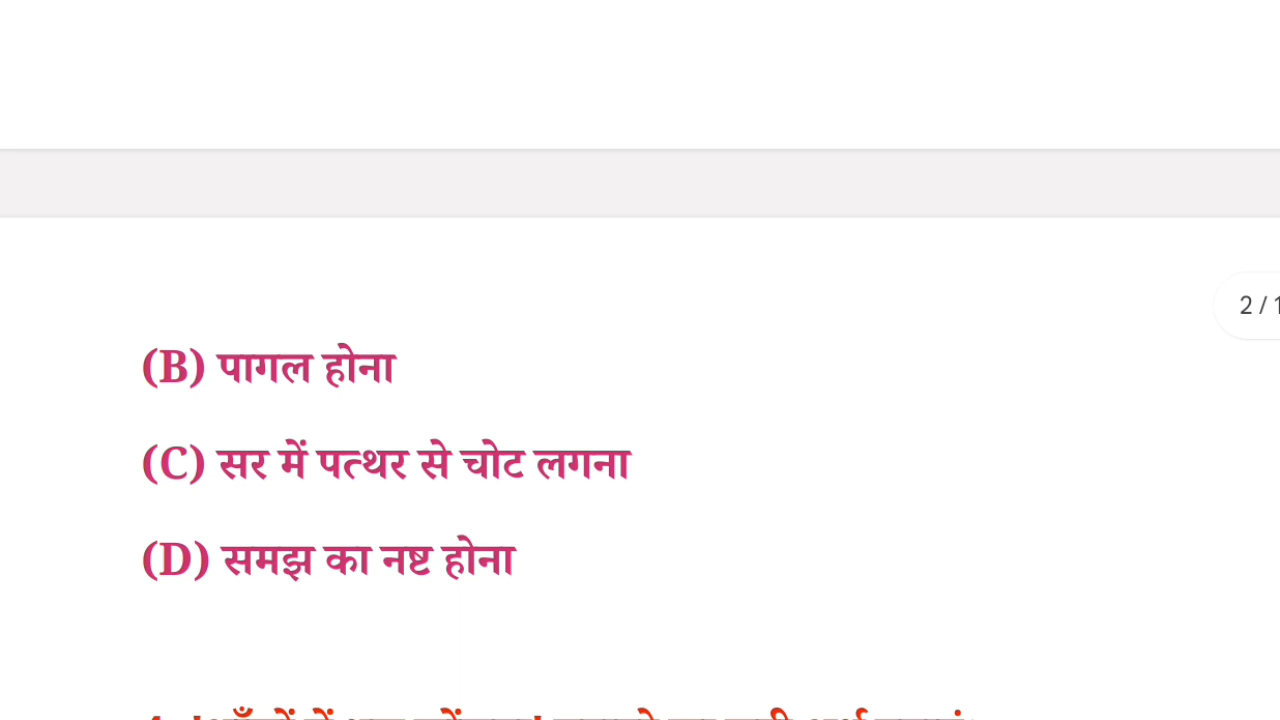 2 / 1
(B) पागल होना
(C) सर में पत्थर से चोट लगना
(D) समझ का नष्ट होना